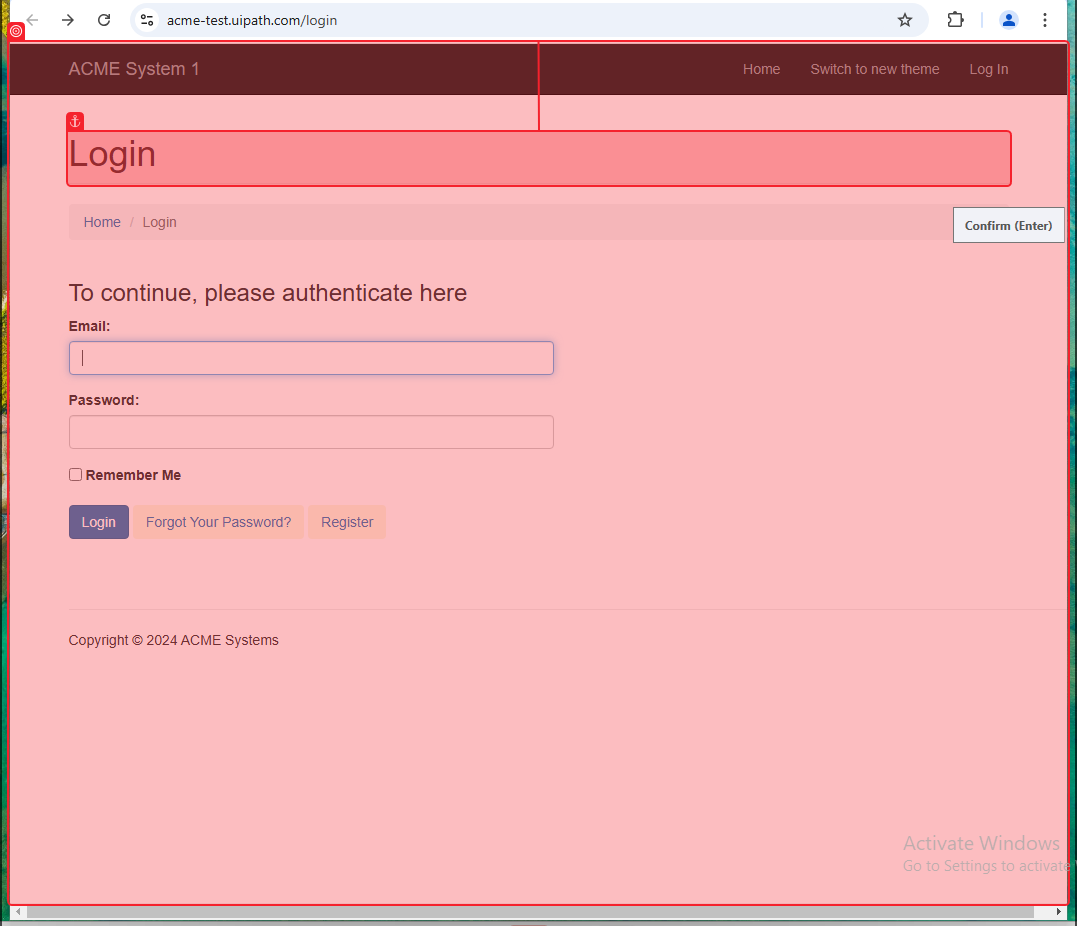 acme-test.uipath.com/login
ACME System 1
Home Switch to new theme Log In
Login
Home / Login
Confirm (Enter)
To continue, please authenticate here
Email:
Password:
Remember Me
Login Forgot Your Password? Register
Copyright © 2024 ACME Systems
Activate Windows
Go to Settings to activate